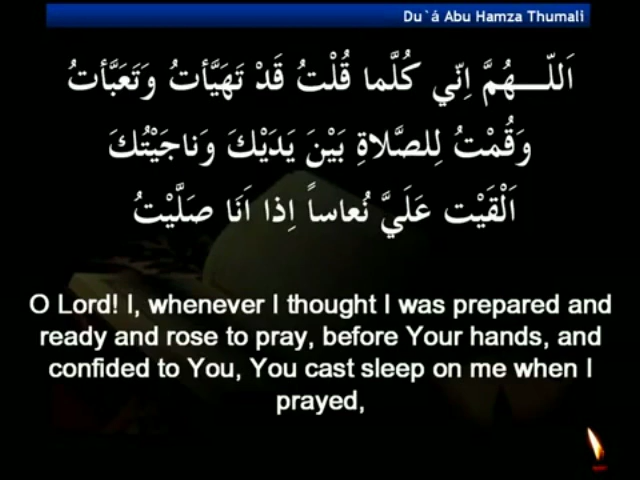 Du`á Abu Hamza Thumali
اَللّـــهُمَّ اِنّي كُلَّما قُلْتُ قَدْ تَهَيَّأتُ وَتَعَبَّأتُ
وَقُمْتُ لِلصَّلاةِ بَيْنَ يَدَيْكَ وَناجَيْتُكَ
اَلْقَيْت عَلَيَّ نُعاساً اِذا اَنَا صَلَّيْتُ
O Lord! I, whenever I thought I was prepared and
ready and rose to pray, before Your hands, and
confided to You, You cast sleep on me when I
prayed,